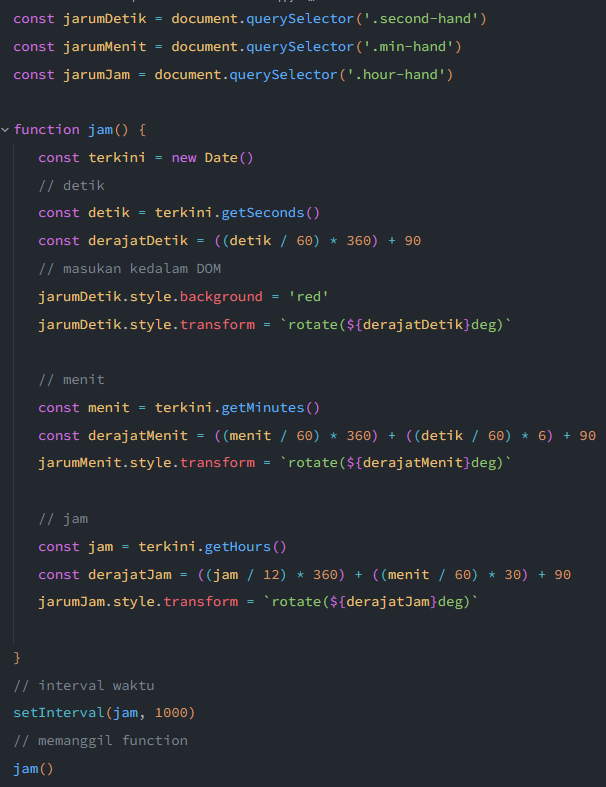 const jarumDetik = document.querySelector('.second-hand')
const jarumMenit = document.querySelector('.min-hand')
const jarumJam = document.querySelector('.hour-hand')
function jam() {
const terkini = new Date()
// detik
const detik = terkini.getSeconds()
const derajatDetik = ((detik / 60) * 360) + 90
// masukan kedalam DOM
jarumDetik.style.background = 'red'
jarumDetik.style.transform = `rotate(${derajatDetik}deg)`
// menit
const menit = terkini.getMinutes()
const derajatMenit = ((menit / 60) * 360) + ((detik / 60) * 6) + 90
jarumMenit.style.transform = `rotate(${derajatMenit}deg)`
// jam
const jam = terkini.getHours()
const derajatJam = ((jam / 12) * 360) + ((menit / 60) * 30) + 90
jarumJam.style.transform = `rotate(${derajatJam}deg)`
}
// interval waktu
setInterval(jam, 1000)
// memanggil function
jam()